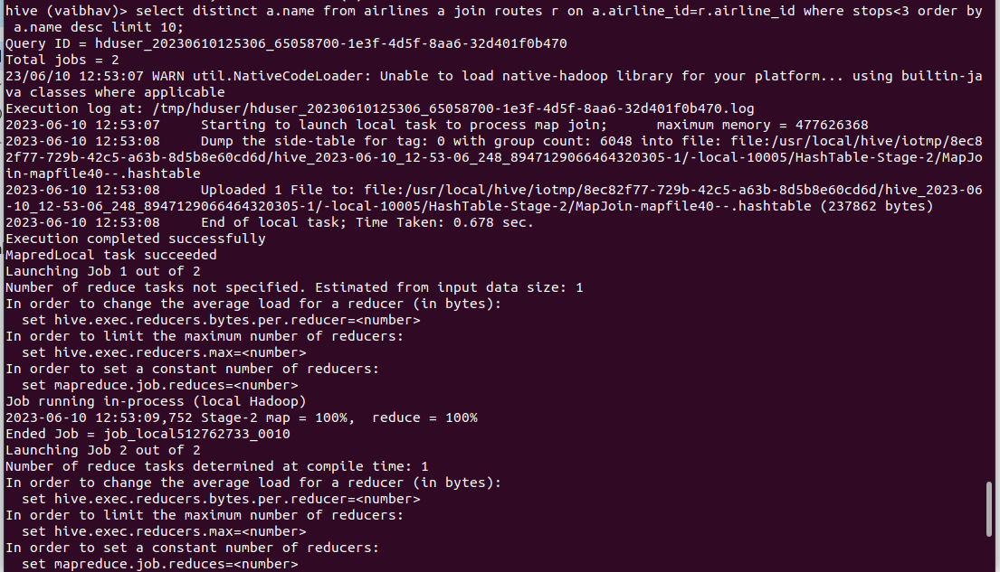 hive (vaibhav)> select distinct a.name from airlines a join routes r on a.airline_id=r.airline_id where stops<3 order by
 a.name desc limit 10;
Query ID = hduser_20230610125306_65058700-1e3f-4d5f-8aa6-32d401f0b470
Total jobs = 2
23/06/10 12:53:07 WARN util.NativeCodeLoader: Unable to load native-hadoop library for your platform... using builtin-ja
va classes where applicable
Execution log at: /tmp/hduser/hduser_20230610125306_65058700-1e3f-4d5f-8aa6-32d401f0b470.log
2023-06-10 12:53:07     Starting to launch local task to process map join;      maximum memory = 477626368
2023-06-10 12:53:08     Dump the side-table for tag: 0 with group count: 6048 into file: file:/usr/local/hive/iotmp/8ec8
2f77-729b-42c5-a63b-8d5b8e60cd6d/hive_2023-06-10_12-53-06_248_8947129066464320305-1/-local-10005/HashTable-Stage-2/MapJo
in-mapfile40--.hashtable
2023-06-10 12:53:08     Uploaded 1 File to: file:/usr/local/hive/iotmp/8ec82f77-729b-42c5-a63b-8d5b8e60cd6d/hive_2023-06
-10_12-53-06_248_8947129066464320305-1/-local-10005/HashTable-Stage-2/MapJoin-mapfile40--.hashtable (237862 bytes)
2023-06-10 12:53:08     End of local task; Time Taken: 0.678 sec.
Execution completed successfully
MapredLocal task succeeded
Launching Job 1 out of 2
Number of reduce tasks not specified. Estimated from input data size: 1
In order to change the average load for a reducer (in bytes):
  set hive.exec.reducers.bytes.per.reducer=<number>
In order to limit the maximum number of reducers:
  set hive.exec.reducers.max=<number>
In order to set a constant number of reducers:
  set mapreduce.job.reduces=<number>
Job running in-process (local Hadoop)
2023-06-10 12:53:09,752 Stage-2 map = 100%,  reduce = 100%
Ended Job = job_local512762733_0010
Launching Job 2 out of 2
Number of reduce tasks determined at compile time: 1
In order to change the average load for a reducer (in bytes):
  set hive.exec.reducers.bytes.per.reducer=<number>
In order to limit the maximum number of reducers:
  set hive.exec.reducers.max=<number>
In order to set a constant number of reducers:
  set mapreduce.job.reduces=<number>